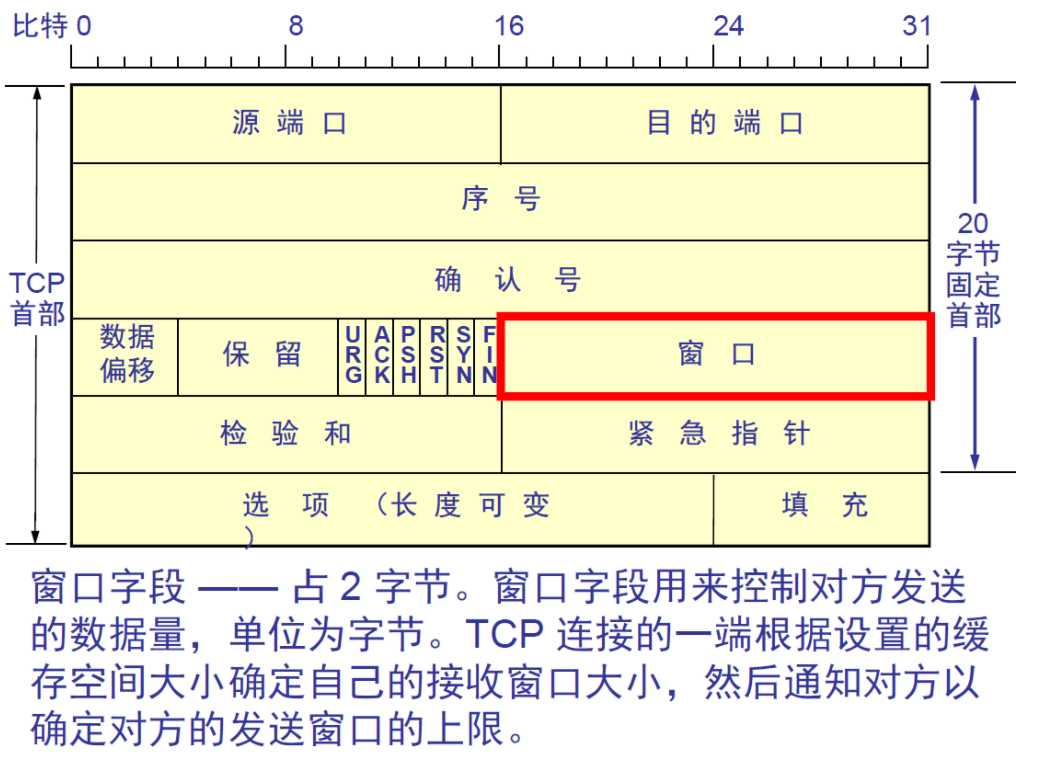 比特 0 8 16 24 31
源 端 口 目 的 端 口
序 号
20
字节
固定
首部
确 认 号
TCP
首部
数据
偏移
保 留
URG
ACK
PSH
RST
SYN
FIN
窗 口
检 验 和 紧 急 指 针
选 项 （长 度 可 变
） 填 充
窗口字段 —— 占 2 字节。窗口字段用来控制对方发送
的数据量，单位为字节。TCP 连接的一端根据设置的缓
存空间大小确定自己的接收窗口大小，然后通知对方以
确定对方的发送窗口的上限。